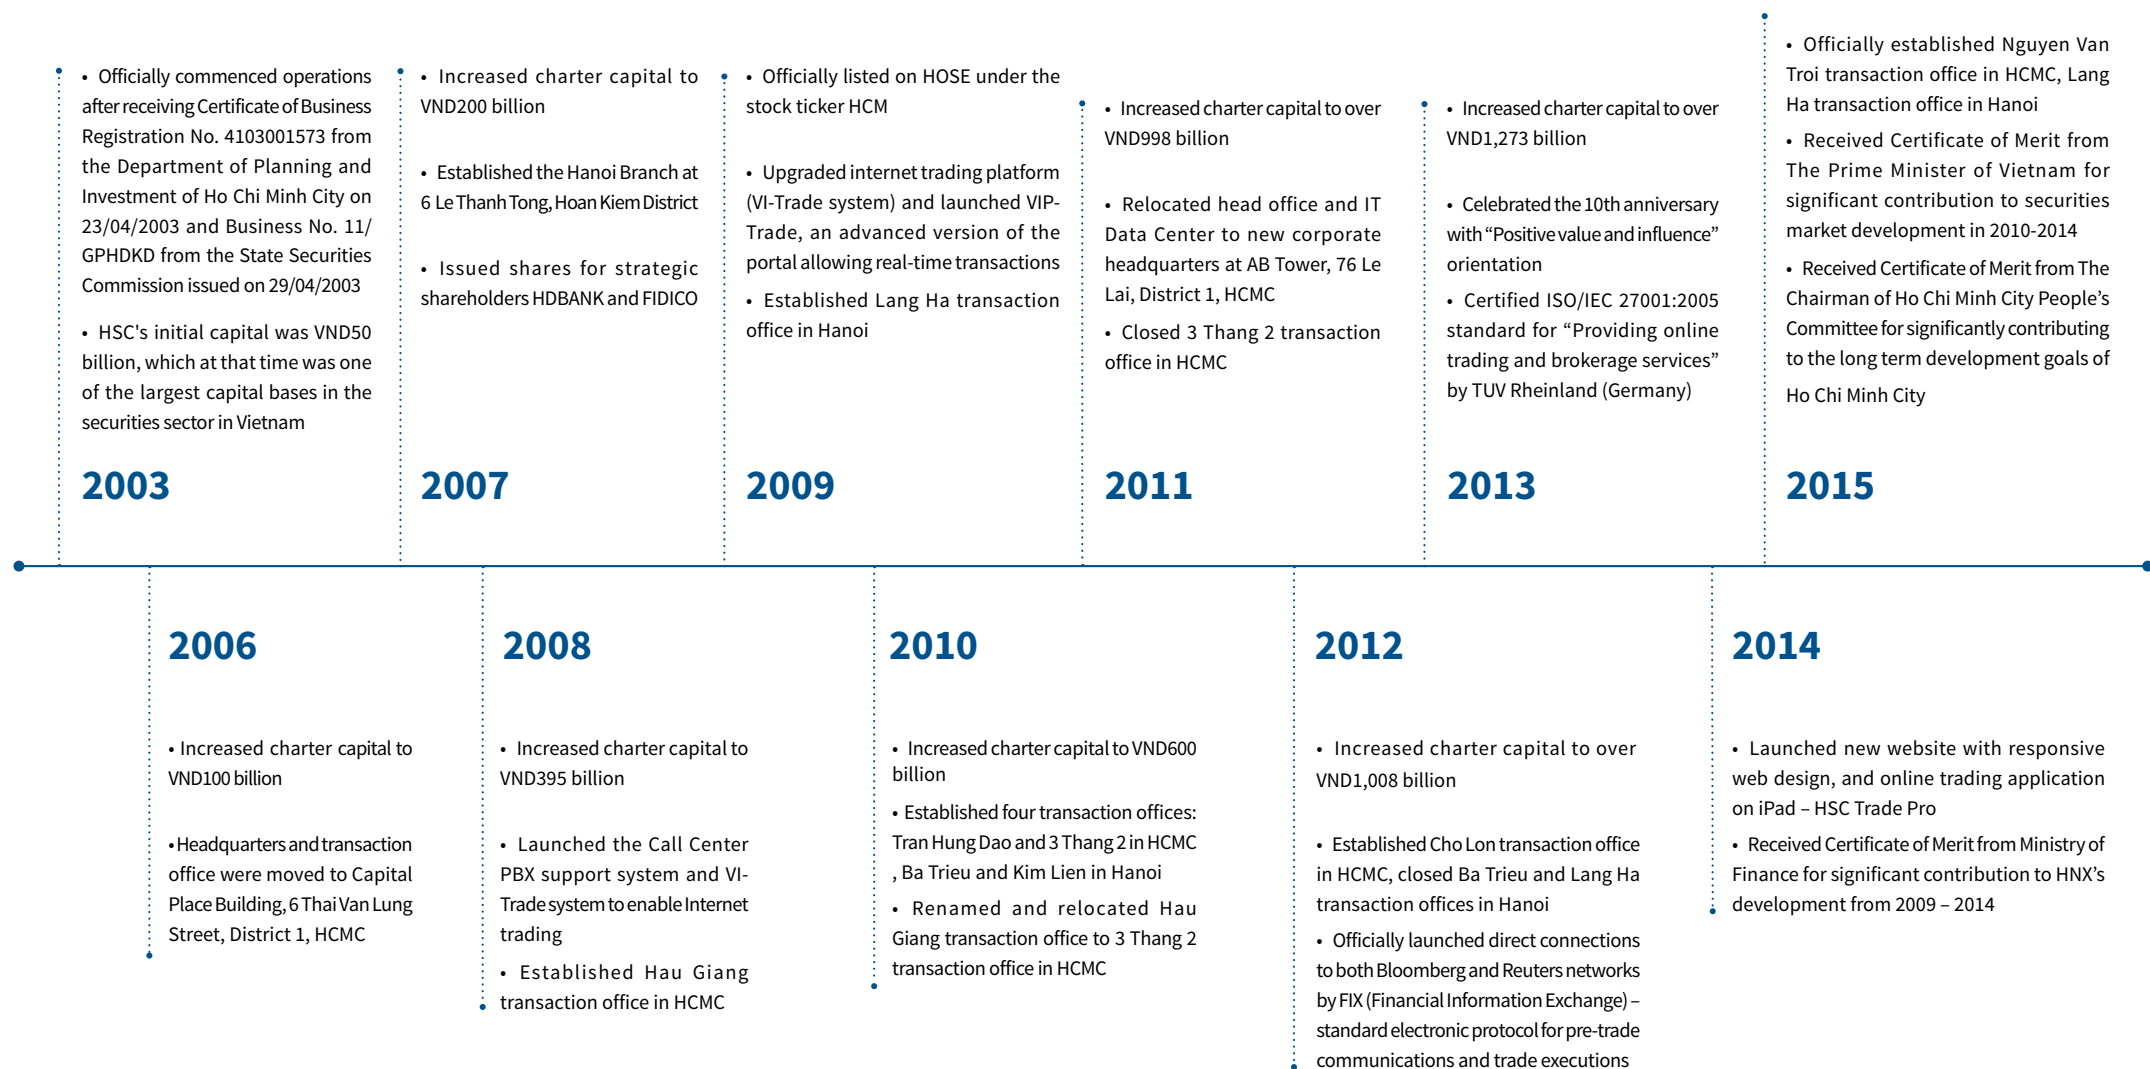 • Officially commenced operations
after receiving Certificate of Business
Registration No. 4103001573 from
the Department of Planning and
Investment of Ho Chi Minh City on
23/04/2003 and Business No. 11/
GPHDKD from the State Securities
Commission issued on 29/04/2003
• HSC's initial capital was VND50
billion, which at that time was one
of the largest capital bases in the
securities sector in Vietnam
2003
• Increased charter capital to
VND200 billion
• Established the Hanoi Branch at
6 Le Thanh Tong, Hoan Kiem District
• Issued shares for strategic
shareholders HDBANK and FIDICO
2007
• Officially listed on HOSE under the
stock ticker HCM
• Upgraded internet trading platform
(VI-Trade system) and launched VIP-
Trade, an advanced version of the
portal allowing real-time transactions
• Established Lang Ha transaction
office in Hanoi
2009
• Increased charter capital to over
VND998 billion
• Relocated head office and IT
Data Center to new corporate
headquarters at AB Tower, 76 Le
Lai, District 1, HCMC
• Closed 3 Thang 2 transaction
office in HCMC
2011
• Increased charter capital to over
VND1,273 billion
• Celebrated the 10th anniversary
with “Positive value and influence”
orientation
• Certified ISO/IEC 27001:2005
standard for “Providing online
trading and brokerage services”
by TUV Rheinland (Germany)
2013
• Officially established Nguyen Van
Troi transaction office in HCMC, Lang
Ha transaction office in Hanoi
• Received Certificate of Merit from
The Prime Minister of Vietnam for
significant contribution to securities
market development in 2010-2014
• Received Certificate of Merit from The
Chairman of Ho Chi Minh City People’s
Committee for significantly contributing
to the long term development goals of
Ho Chi Minh City
2015
2006
• Increased charter capital to
VND100 billion
• Headquarters and transaction
office were moved to Capital
Place Building, 6 Thai Van Lung
Street, District 1, HCMC
2008
• Increased charter capital to
VND395 billion
• Launched the Call Center
PBX support system and VI-
Trade system to enable Internet
trading
• Established Hau Giang
transaction office in HCMC
2010
• Increased charter capital to VND600
billion
• Established four transaction offices:
Tran Hung Dao and 3 Thang 2 in HCMC
, Ba Trieu and Kim Lien in Hanoi
• Renamed and relocated Hau
Giang transaction office to 3 Thang 2
transaction office in HCMC
2012
• Increased charter capital to over
VND1,008 billion
• Established Cho Lon transaction office
in HCMC, closed Ba Trieu and Lang Ha
transaction offices in Hanoi
• Officially launched direct connections
to both Bloomberg and Reuters networks
by FIX (Financial Information Exchange) –
standard electronic protocol for pre-trade
communications and trade executions
2014
• Launched new website with responsive
web design, and online trading application
on iPad – HSC Trade Pro
• Received Certificate of Merit from Ministry of
Finance for significant contribution to HNX’s
development from 2009 – 2014